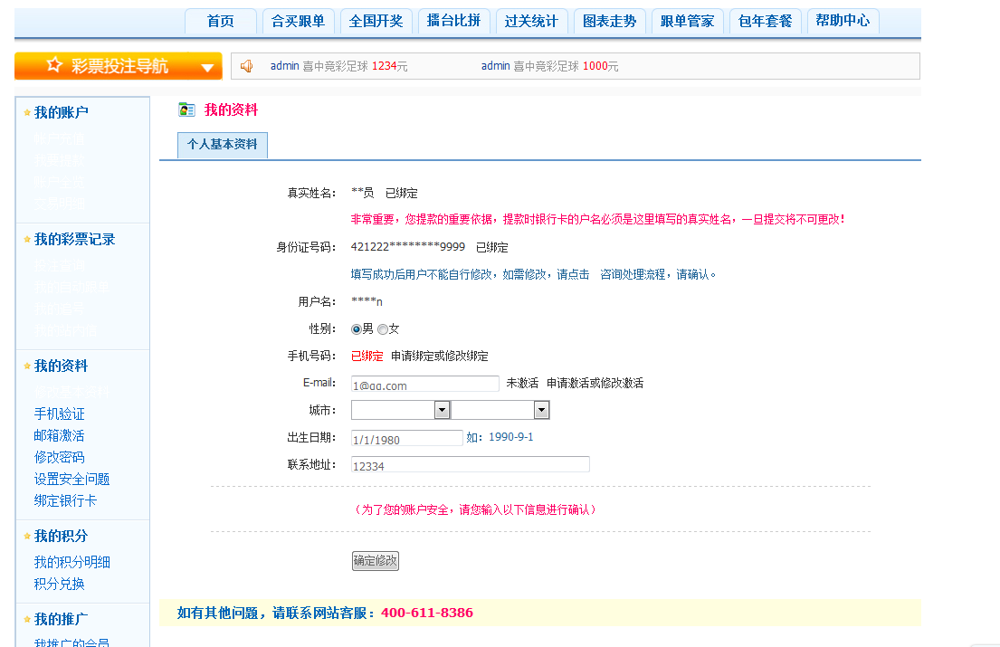 首页 合买跟单 全国开奖 擂台比拼 过关统计 图表走势 跟单管家 包年套餐 帮助中心
彩票投注导航
admin 喜中竞彩足球 1234元 admin 喜中竞彩足球 1000元
我的账户
我的彩票记录
我的资料
手机验证
邮箱激活
修改密码
设置安全问题
绑定银行卡
我的积分
我的积分明细
积分兑换
我的推广
我推广的会员
我的资料
个人基本资料
真实姓名： **员 已绑定
非常重要，您提款的重要依据，提款时银行卡的户名必须是这里填写的真实姓名，一旦提交将不可更改！
身份证号码： 421222********9999 已绑定
填写成功后用户不能自行修改，如需修改，请点击 咨询处理流程，请确认。
用户名： ****n
性别： 男 女
手机号码： 已绑定 申请绑定或修改绑定
E-mail: 1@qq.com 未激活 申请激活或修改激活
城市：
出生日期： 1/1/1980 如：1990-9-1
联系地址： 12334
（为了您的账户安全，请您输入以下信息进行确认）
确定修改
如有其他问题，请联系网站客服：400-611-8386